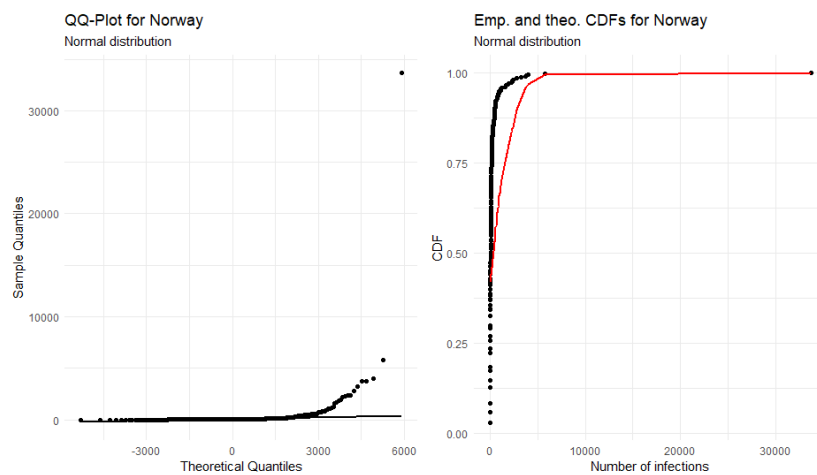 QQ-Plot for Norway
Normal distribution
30000
20000
10000
0
Sample Quantiles
-3000
0
3000
6000
Theoretical Quantiles
Emp. and theo. CDFs for Norway
Normal distribution
1.00
0.75
0.50
0.25
0.00
CDF
0
10000
20000
30000
Number of infections